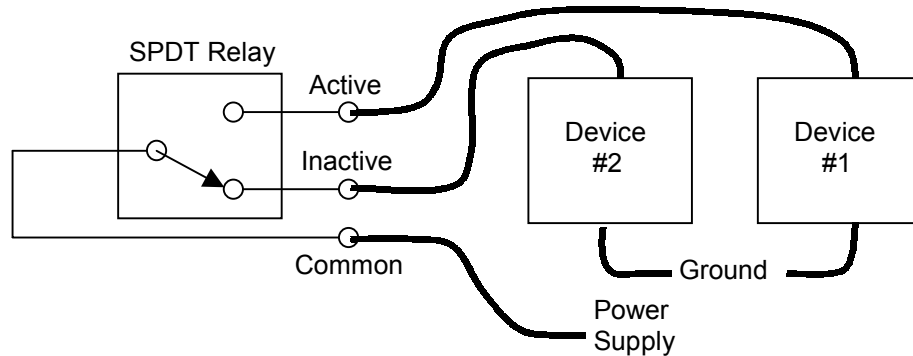 SPDT Relay
Active
Inactive
Common
Device
#2
Device
#1
Ground
Power
Supply